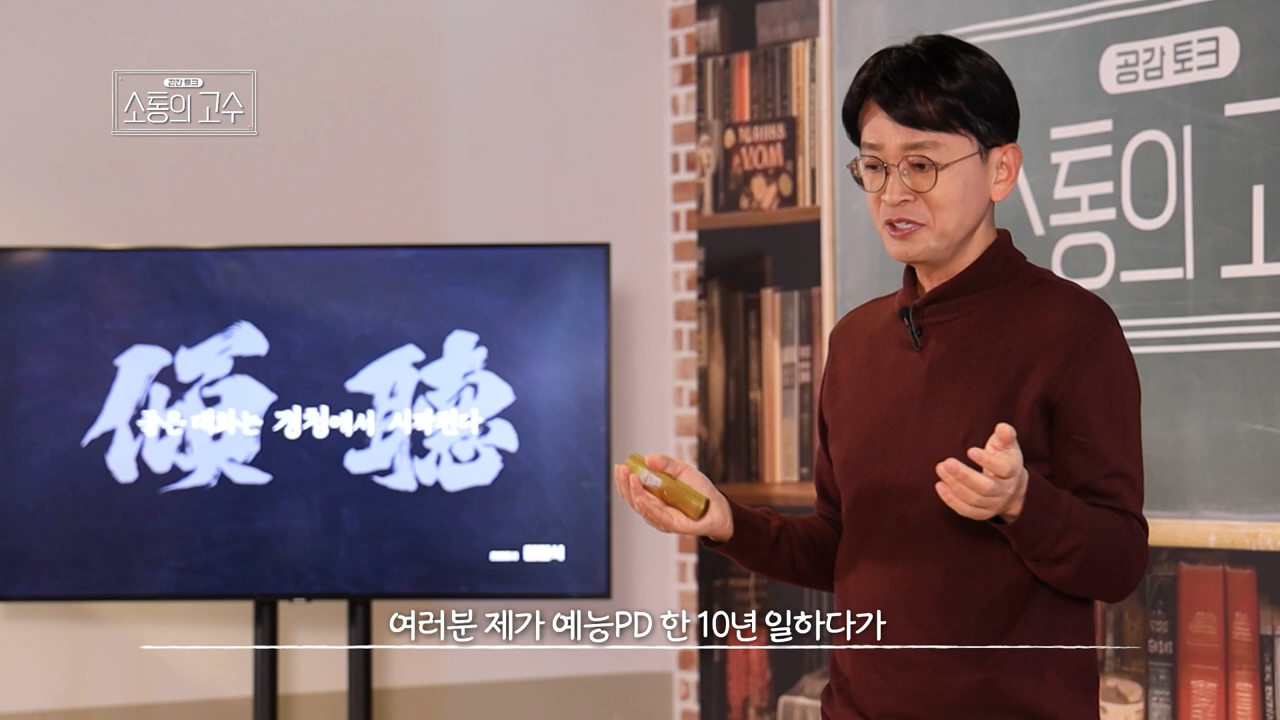 공감 토크
소통의 고수
공감 토크
소통의
傾聽
좋은 대화는 경청에서 시작된다
여러분 제가 예능PD 한 10년 일하다가